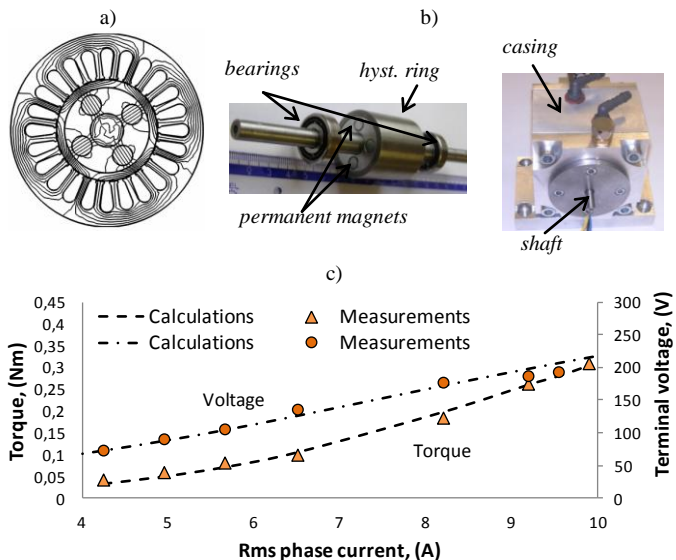 a)
b)
bearings
hyst. ring
permanent magnets
casing
shaft
c)
Torque, (Nm)
0,45
0,4
0,35
0,3
0,25
0,2
0,15
0,1
0,05
0
Calculations
Measurements
Calculations
Measurements
Voltage
Torque
300
250
200
150
100
50
0
Terminal voltage, (V)
4
5
6
7
8
9
10
Rms phase current, (A)